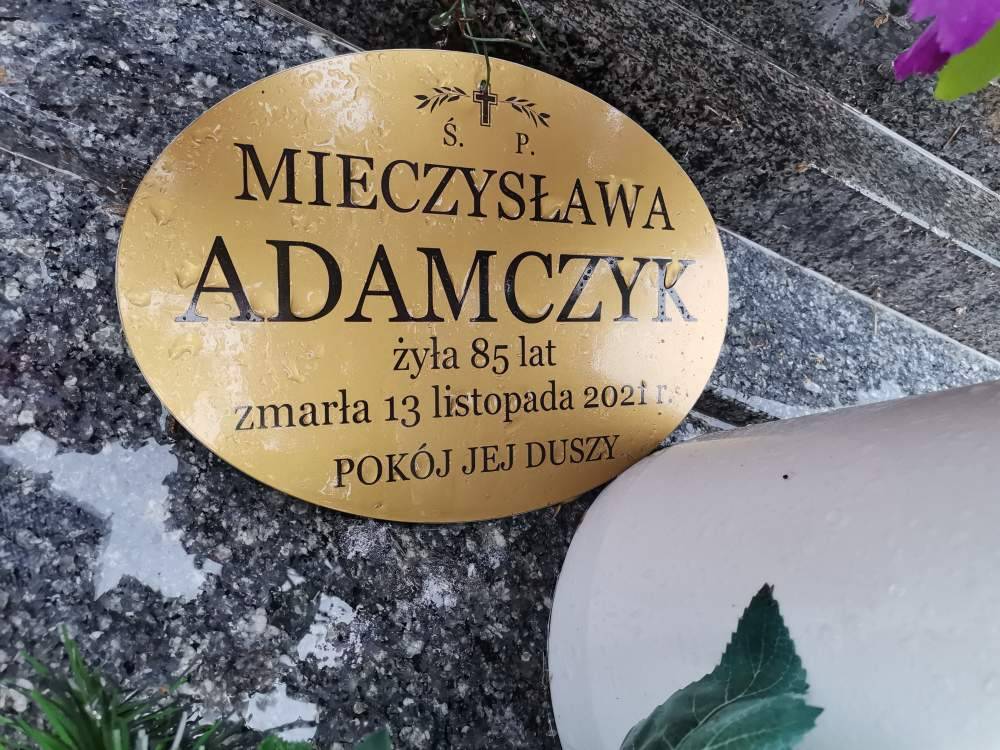 Ś. P.
MIECZYSŁAWA
ADAMCZYK
żyła 85 lat
zmarła 13 listopada 2021 r.
POKÓJ JEJ DUSZY